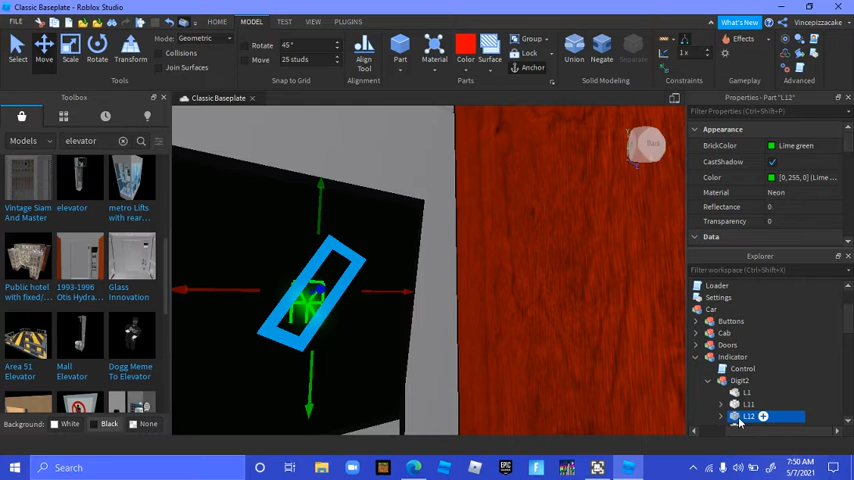 Classic Baseplate - Roblox Studio
FILE HOME MODEL TEST VIEW PLUGINS What's New Vincepizzacake
Select Move Scale Rotate Transform
Mode: Geometric
Collisions
Join Surfaces
Tools
Rotate 45°
Move .25 studs
Snap to Grid
Align Tool
Alignment
Part Material Color Surface
Group
Lock
Anchor
Parts
Union Negate Separate
Solid Modeling
1x
Constraints
Effects
Gameplay
Advanced
Toolbox
Classic Baseplate
Properties - Part "L12"
Models elevator
Vintage Siam And Master
elevator
metro Lifts with rear...
Public hotel with fixed/...
1993-1996 Otis Hydra...
Glass Innovation
Area 51 Elevator
Mall Elevator
Dogg Meme To Elevator
Background: White Black None
Back
Filter Properties (Ctrl+Shift+P)
Appearance
BrickColor Lime green
CastShadow
Color [0, 255, 0] (Lime ...
Material Neon
Reflectance 0
Transparency 0
Data
Explorer
Filter workspace (Ctrl+Shift+X)
Loader
Settings
Car
Buttons
Cab
Doors
Indicator
Control
Digit2
L1
L11
L12
Search
EPIC GAMES
7:50 AM
5/7/2021